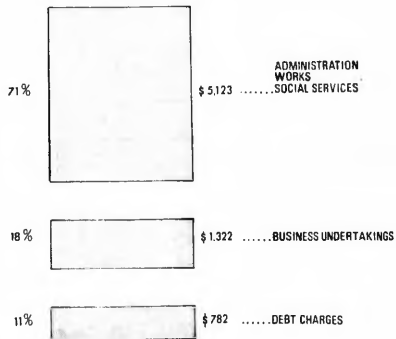 ADMINISTRATION
WORKS
71% $5,123 .......SOCIAL SERVICES
18% $1,322 ......BUSINESS UNDERTAKINGS
11% $782 ......DEBT CHARGES